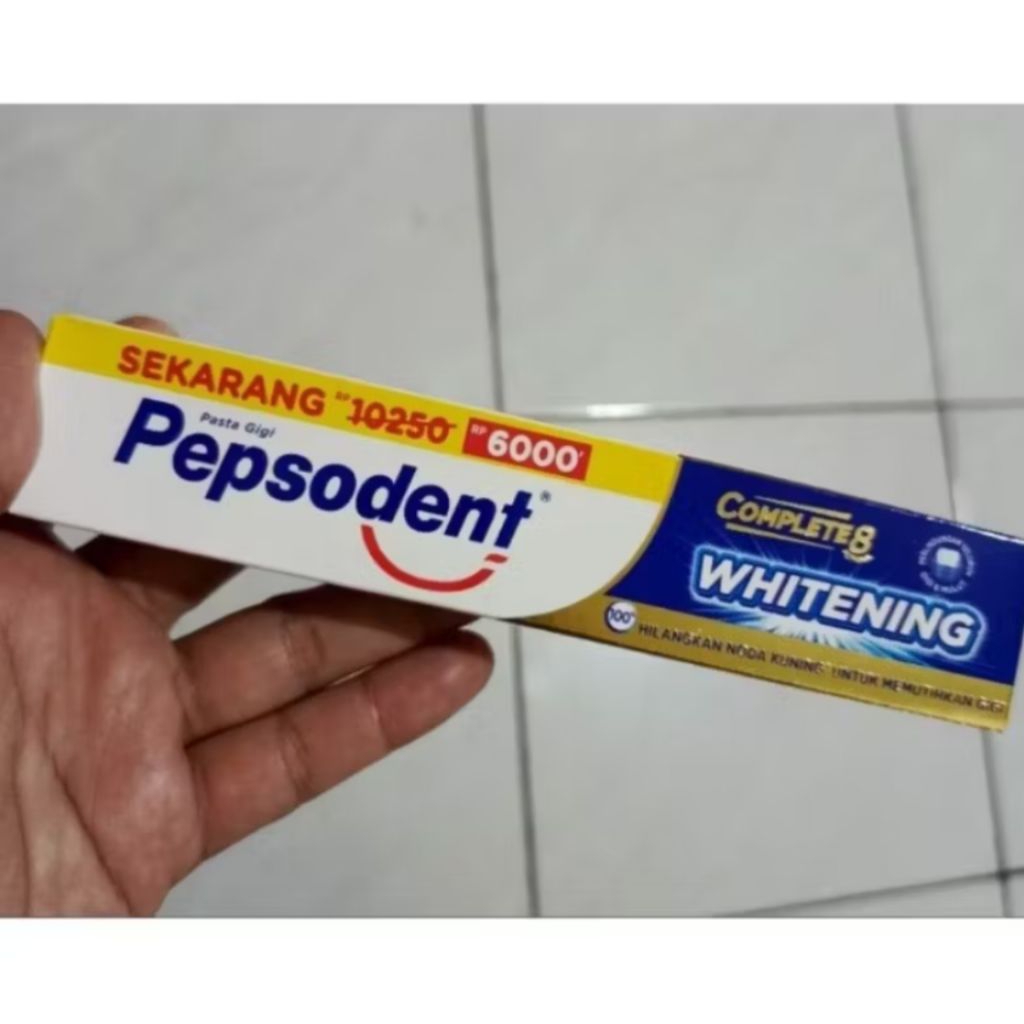 SEKARANG RP 10250 RP 6000
Pasta Gigi
Pepsodent®
COMPLETE 8
WHITENING
100
HILANGKAN NODA KUNING UNTUK MEMUTIHKAN GIGI